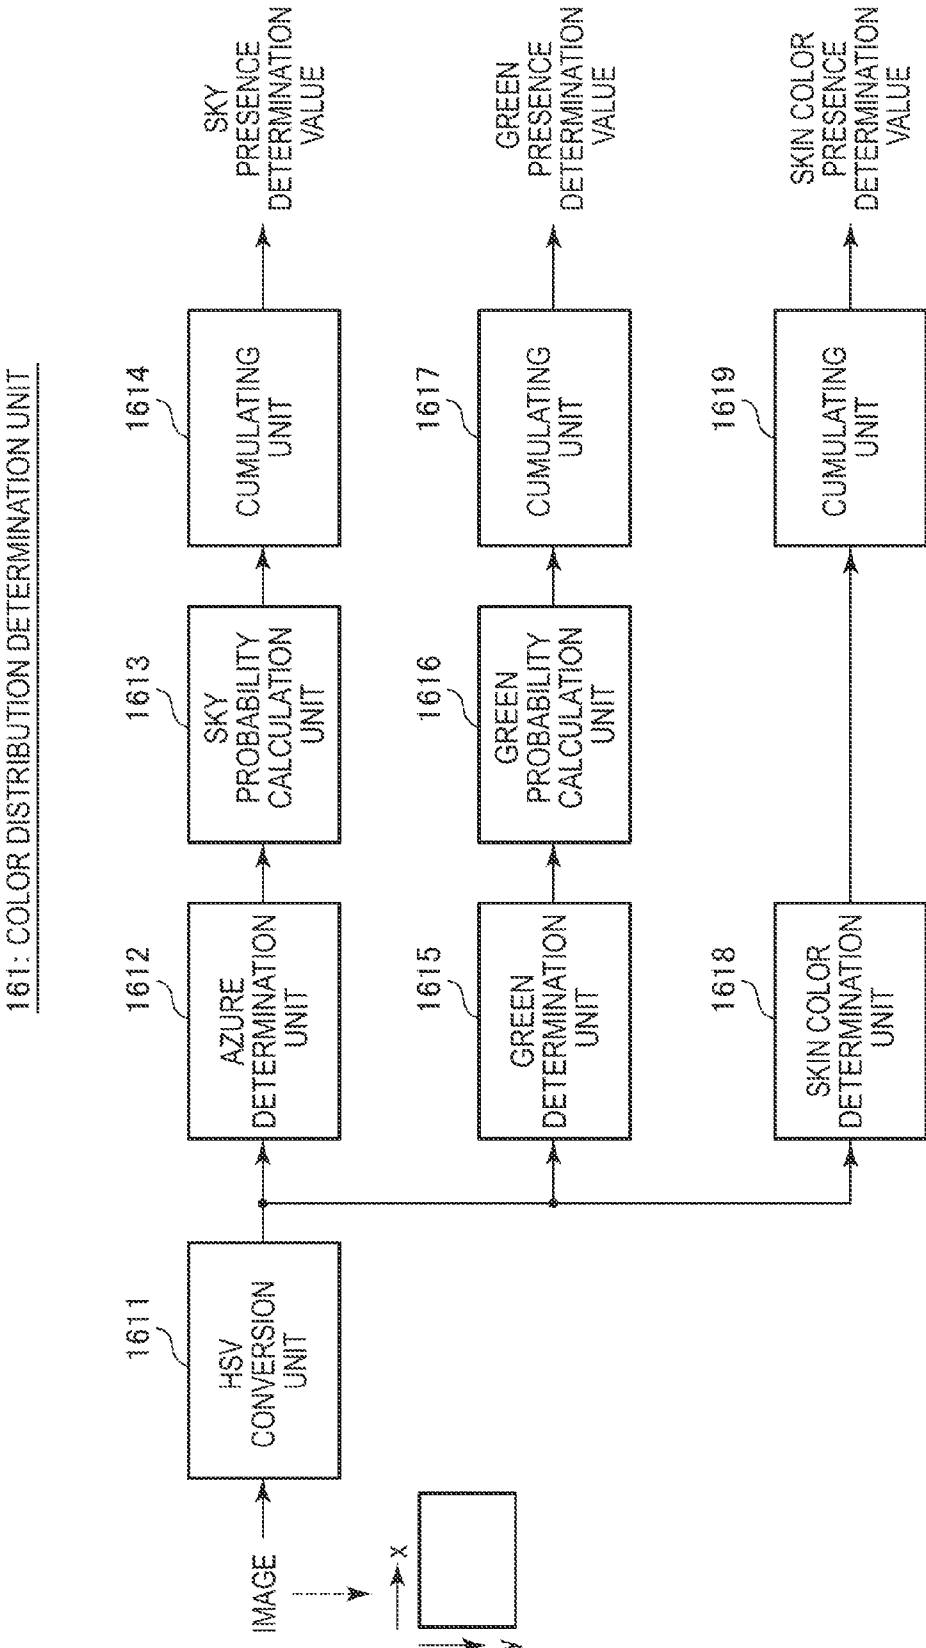 161: COLOR DISTRIBUTION DETERMINATION UNIT
IMAGE
x
y
1611
HSV
CONVERSION
UNIT
1612
AZURE
DETERMINATION
UNIT
1613
SKY
PROBABILITY
CALCULATION
UNIT
1614
CUMULATING
UNIT
SKY
PRESENCE
DETERMINATION
VALUE
1615
GREEN
DETERMINATION
UNIT
1616
GREEN
PROBABILITY
CALCULATION
UNIT
1617
CUMULATING
UNIT
GREEN
PRESENCE
DETERMINATION
VALUE
1618
SKIN COLOR
DETERMINATION
UNIT
1619
CUMULATING
UNIT
SKIN COLOR
PRESENCE
DETERMINATION
VALUE